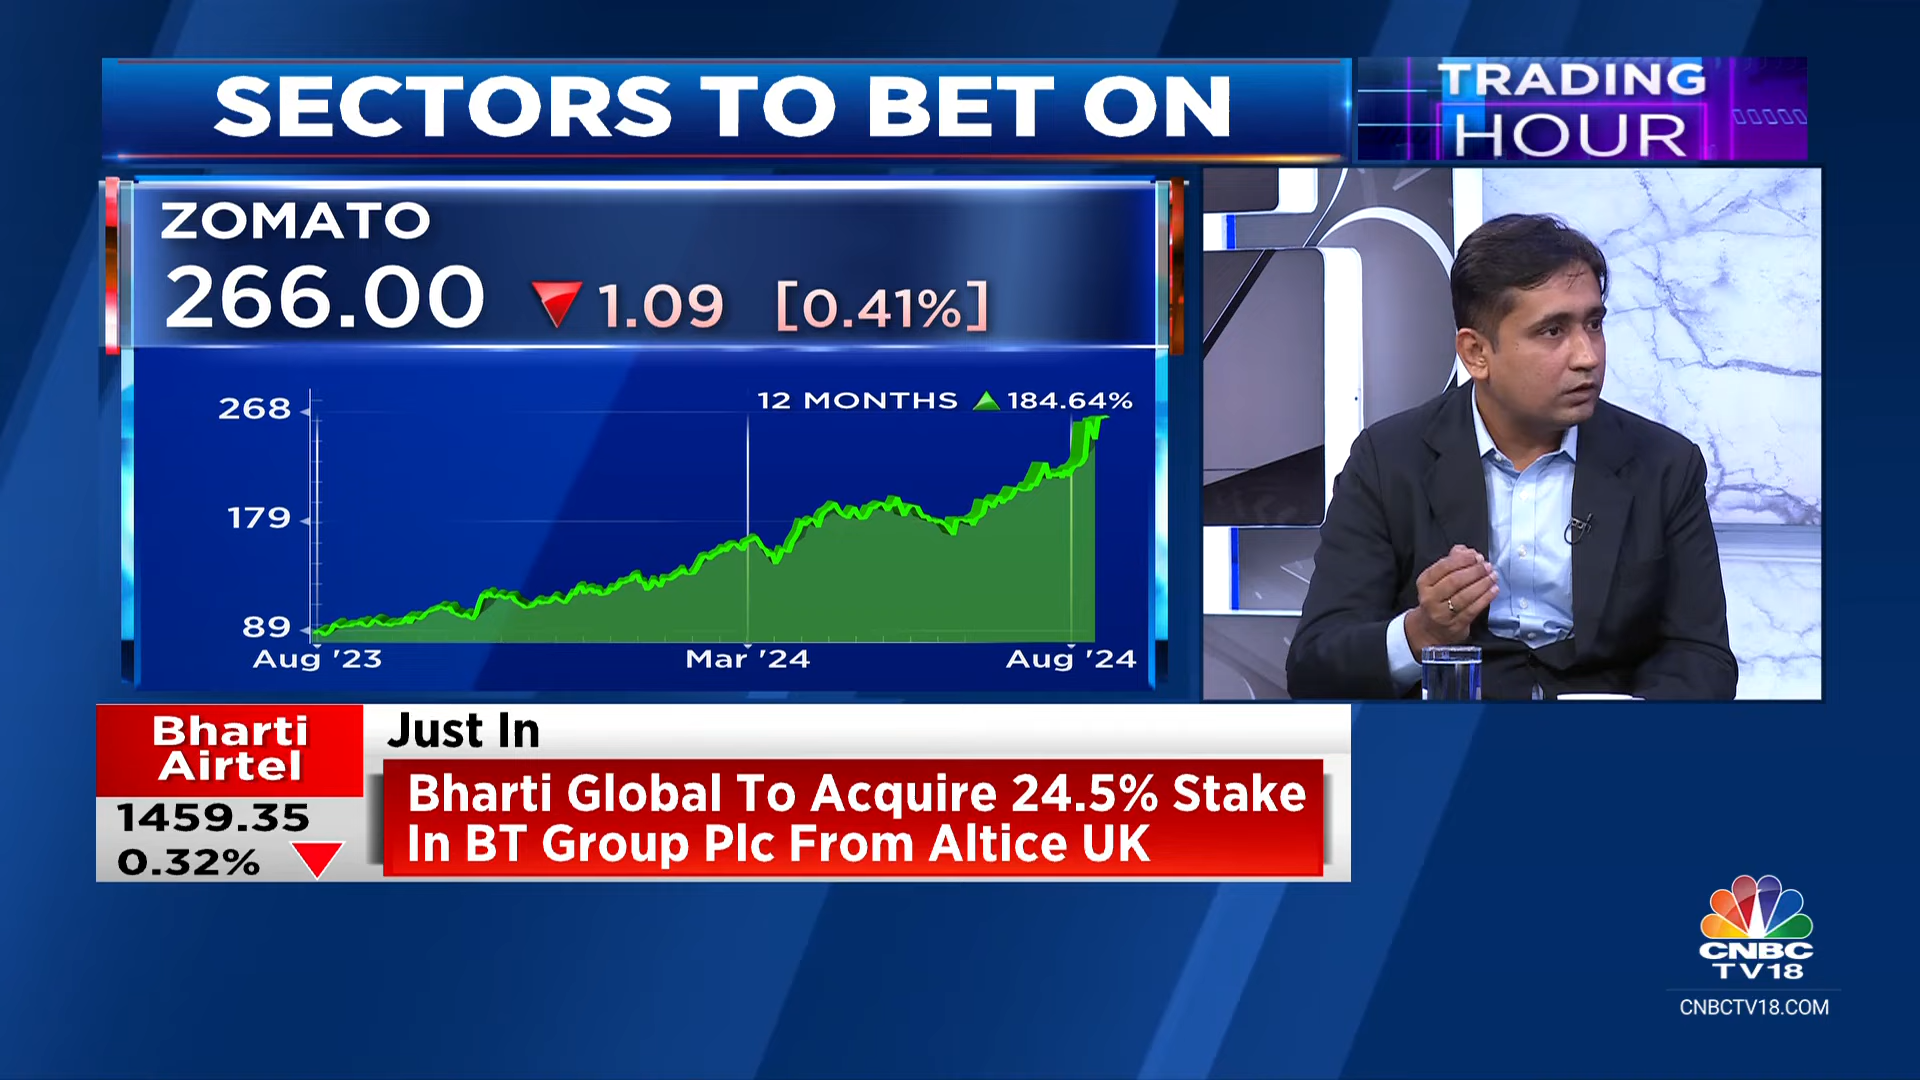 SECTORS TO BET ON
TRADING
HOUR
ZOMATO
266.00 ▼ 1.09 [0.41%]
12 MONTHS ▲ 184.64%
268
179
89
Aug '23 Mar '24 Aug '24
Bharti
Airtel
1459.35
0.32% ▼
Just In
Bharti Global To Acquire 24.5% Stake
In BT Group Plc From Altice UK
CNBC
TV18
CNBCTV18.COM